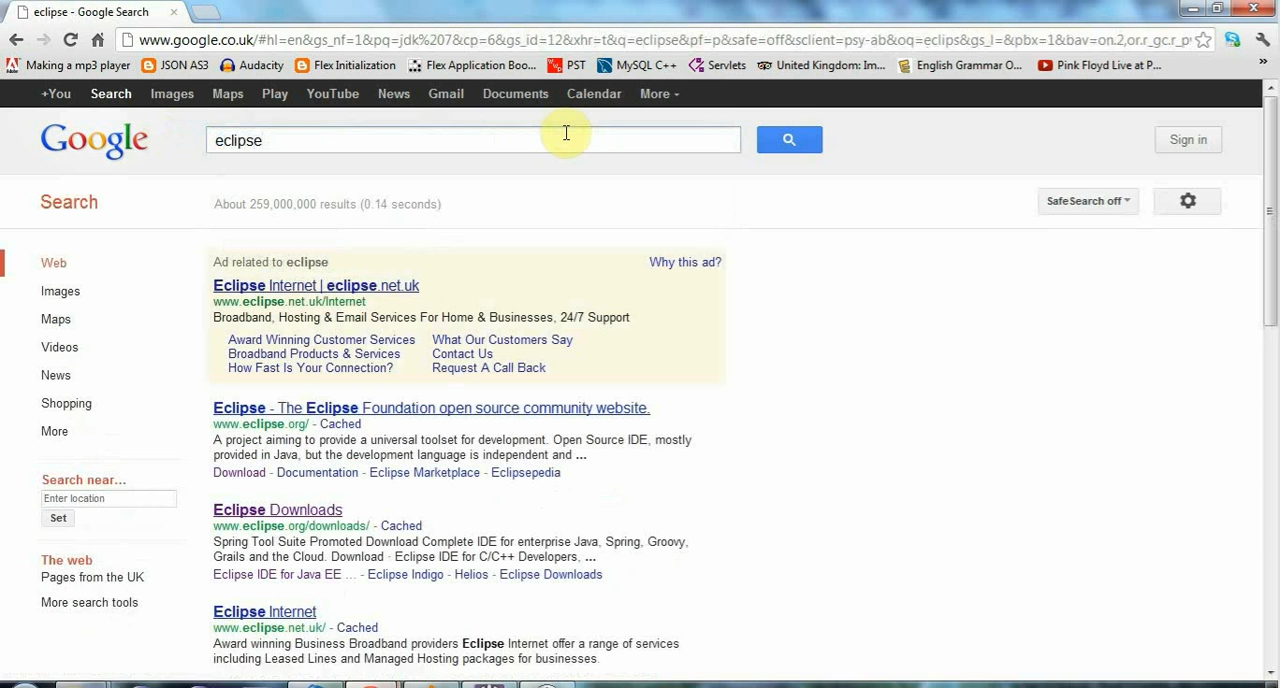 eclipse - Google Search
www.google.co.uk/#hl=en&gs_nf=1&pq=jdk%207&cp=6&gs_id=12&xhr=t&q=eclipse&pf=p&safe=off&sclient=psy-ab&oq=eclips&gs_l=&pbx=1&bav=on.2,or.r_gc.r_p
Making a mp3 player JSON AS3 Audacity Flex Initialization Flex Application Boo... PST MySQL C++ Servlets United Kingdom: Im... English Grammar O... Pink Floyd Live at P... »
+You Search Images Maps Play YouTube News Gmail Documents Calendar More
Google eclipse Sign in
Search About 259,000,000 results (0.14 seconds) SafeSearch off
Web
Images
Maps
Videos
News
Shopping
More
Search near...
Enter location
Set
The web
Pages from the UK
More search tools
Ad related to eclipse Why this ad?
Eclipse Internet | eclipse.net.uk
www.eclipse.net.uk/Internet
Broadband, Hosting & Email Services For Home & Businesses, 24/7 Support
Award Winning Customer Services What Our Customers Say
Broadband Products & Services Contact Us
How Fast Is Your Connection? Request A Call Back
Eclipse - The Eclipse Foundation open source community website.
www.eclipse.org/ - Cached
A project aiming to provide a universal toolset for development. Open Source IDE, mostly
provided in Java, but the development language is independent and ...
Download - Documentation - Eclipse Marketplace - Eclipsepedia
Eclipse Downloads
www.eclipse.org/downloads/ - Cached
Spring Tool Suite Promoted Download Complete IDE for enterprise Java, Spring, Groovy,
Grails and the Cloud. Download · Eclipse IDE for C/C++ Developers, ...
Eclipse IDE for Java EE ... - Eclipse Indigo - Helios - Eclipse Downloads
Eclipse Internet
www.eclipse.net.uk/ - Cached
Award winning Business Broadband providers Eclipse Internet offer a range of services
including Leased Lines and Managed Hosting packages for businesses.